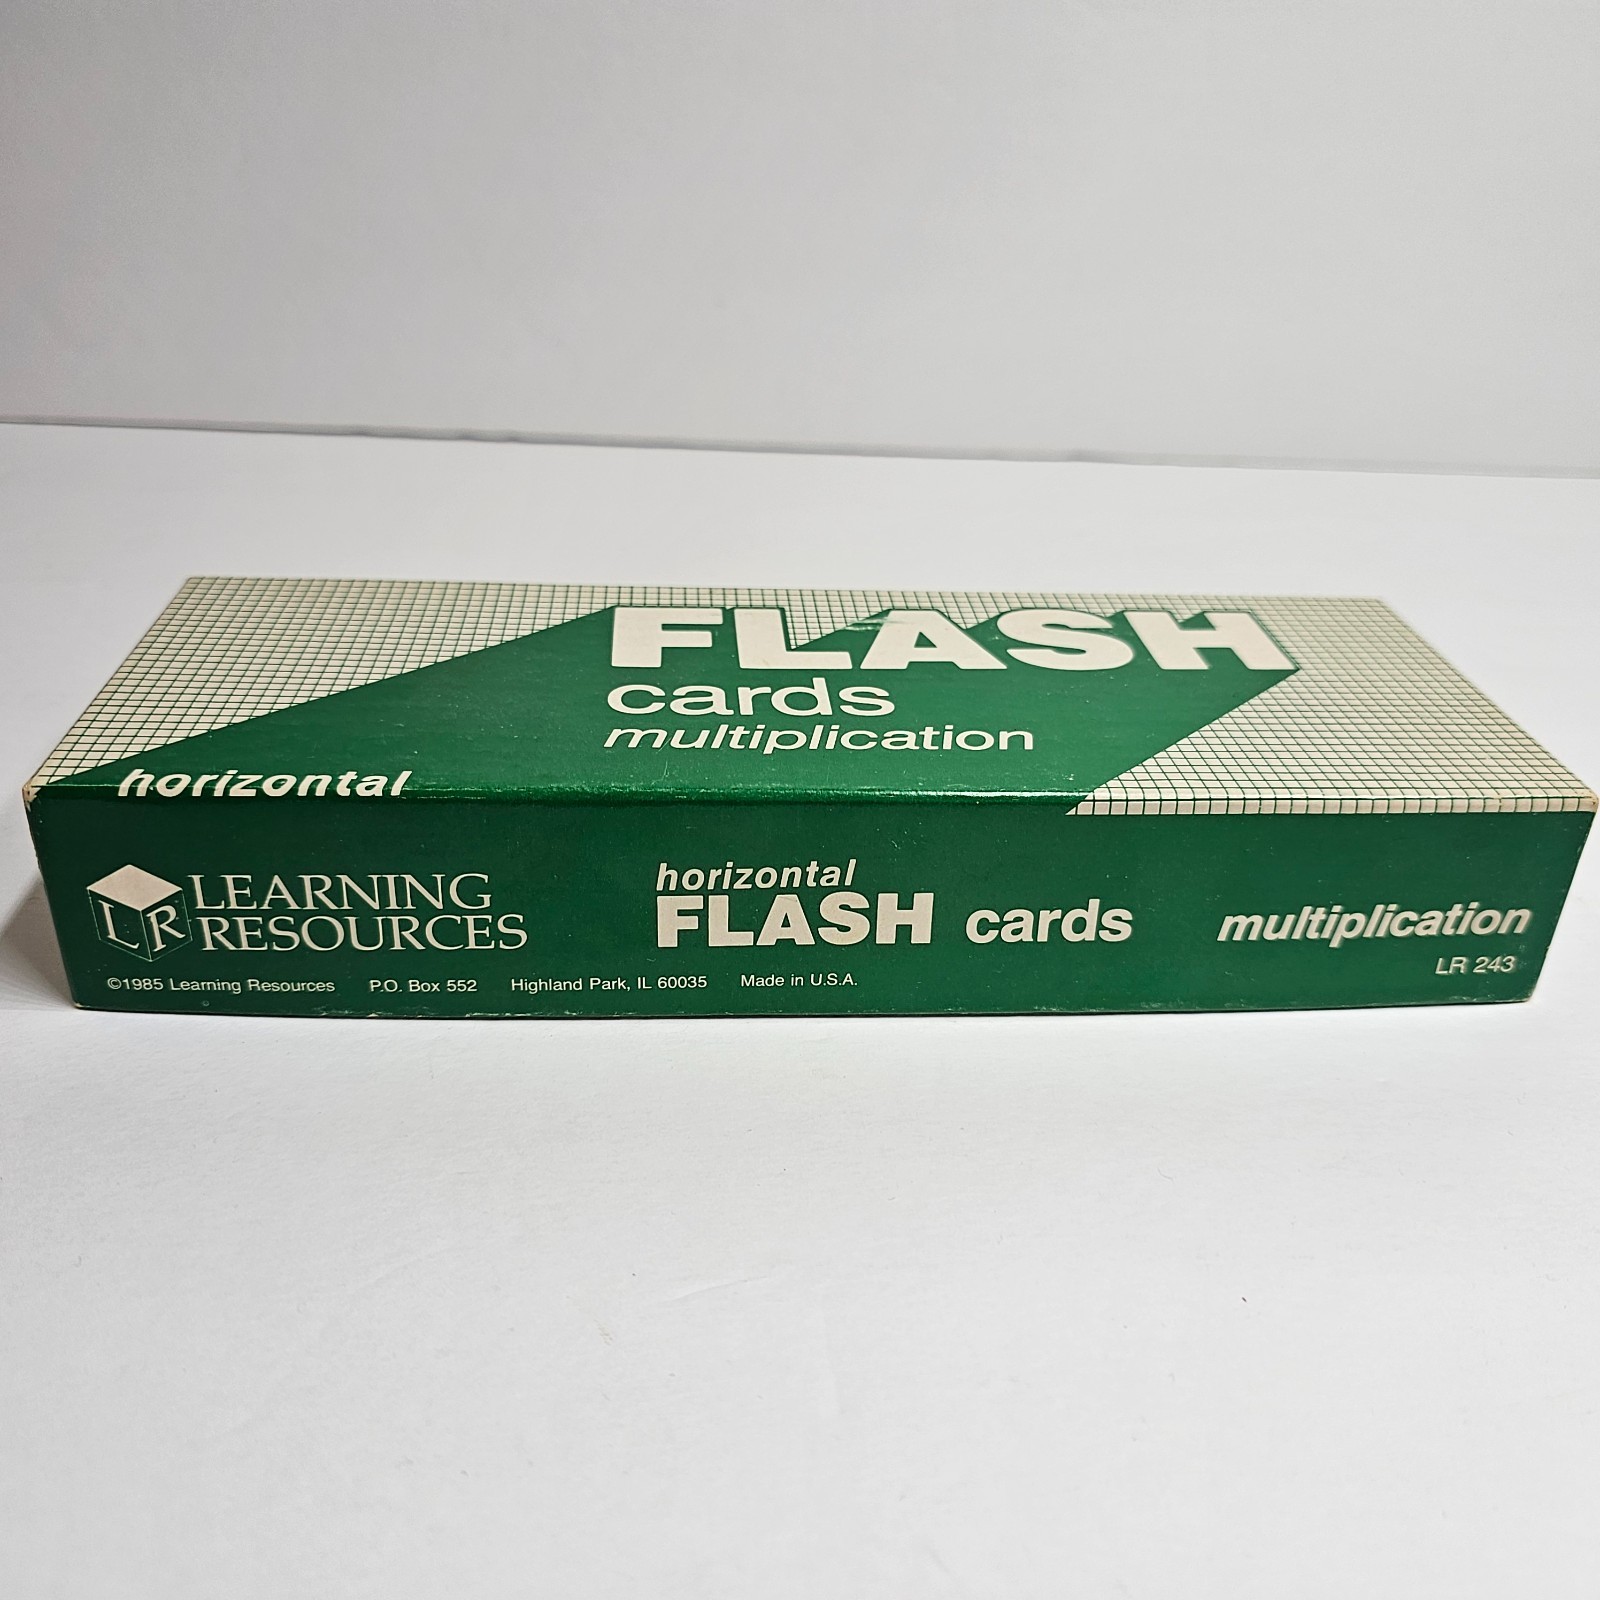 FLASH
cards
multiplication
horizontal
LR LEARNING
RESOURCES
horizontal
FLASH cards
multiplication
LR 243
©1985 Learning Resources P.O. Box 552 Highland Park, IL 60035 Made in U.S.A.